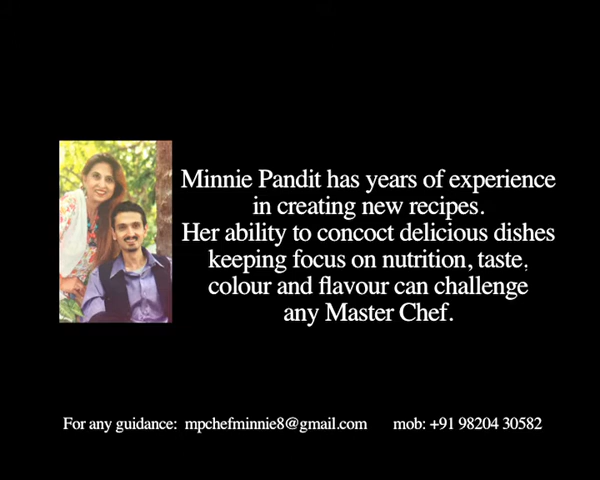 Minnie Pandit has years of experience
in creating new recipes.
Her ability to concoct delicious dishes
keeping focus on nutrition, taste,
colour and flavour can challenge
any Master Chef.
For any guidance: mpchefminnie8@gmail.com mob: +91 98204 30582